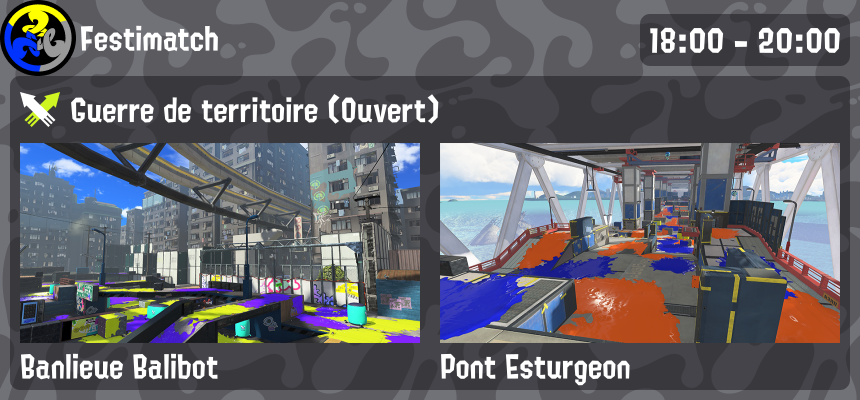 Festimatch
18:00 - 20:00
Guerre de territoire (Ouvert)
Banlieue Balibot
Pont Esturgeon